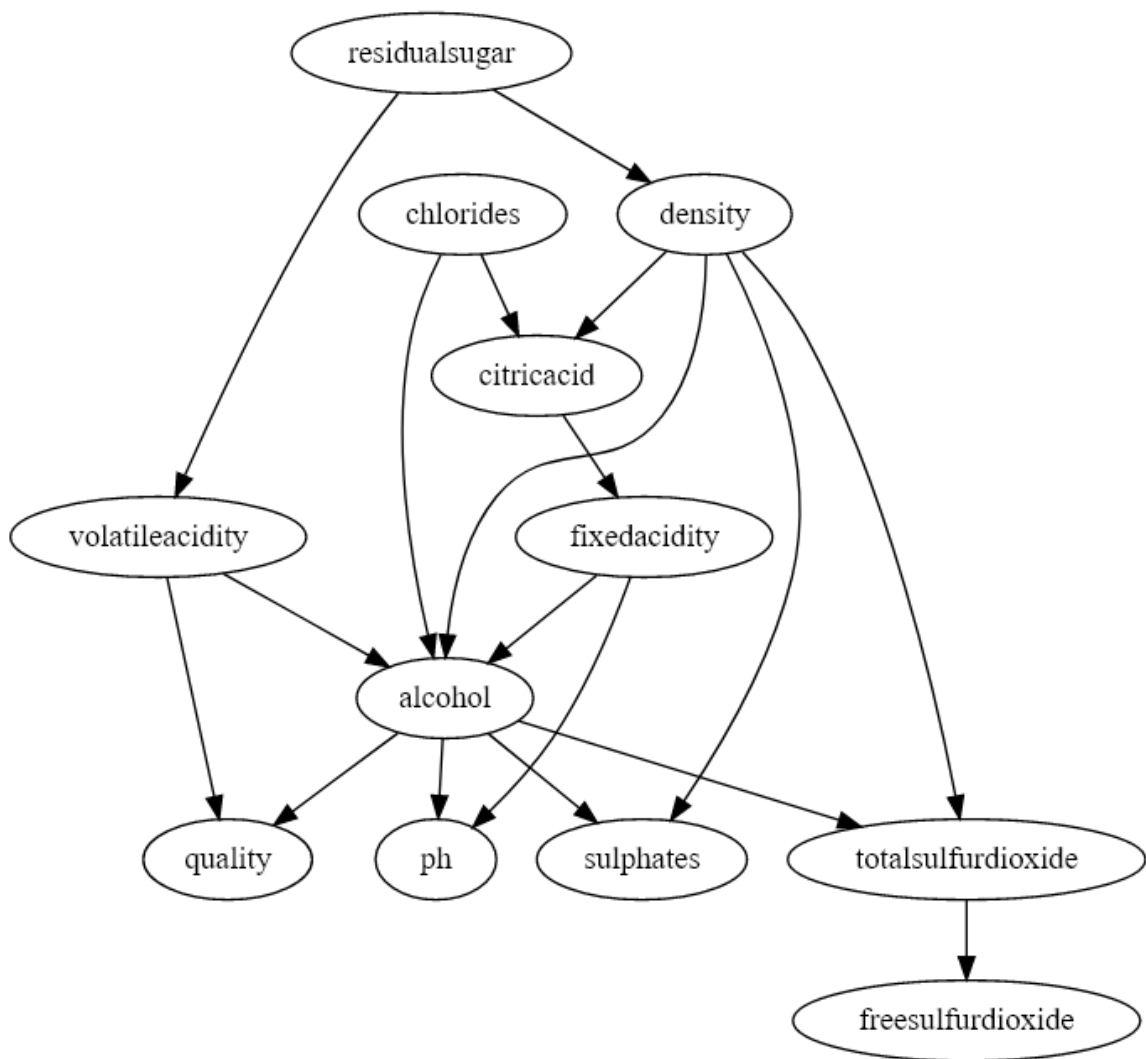 residualsugar
chlorides
density
citricacid
volatileacidity
fixedacidity
alcohol
quality
ph
sulphates
totalsulfurdioxide
freesulfurdioxide